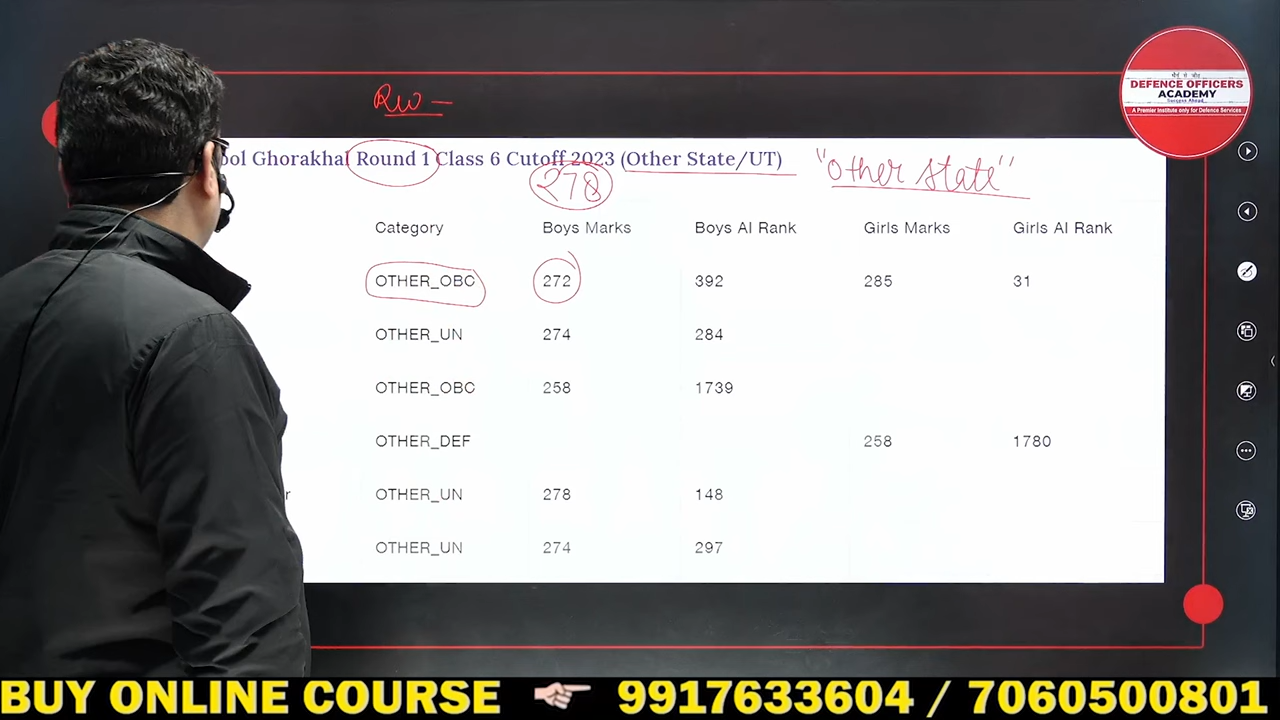 शौर्य से जीत
DEFENCE OFFICERS
ACADEMY
Success Ahead...
A Premier Institute only for Defence Services
ool Ghorakhal Round 1 Class 6 Cutoff 2023 (Other State/UT)
"Other State"
278
Category Boys Marks Boys AI Rank Girls Marks Girls AI Rank
OTHER_OBC 272 392 285 31
OTHER_UN 274 284
OTHER_OBC 258 1739
OTHER_DEF 258 1780
r OTHER_UN 278 148
OTHER_UN 274 297
BUY ONLINE COURSE 9917633604 / 7060500801